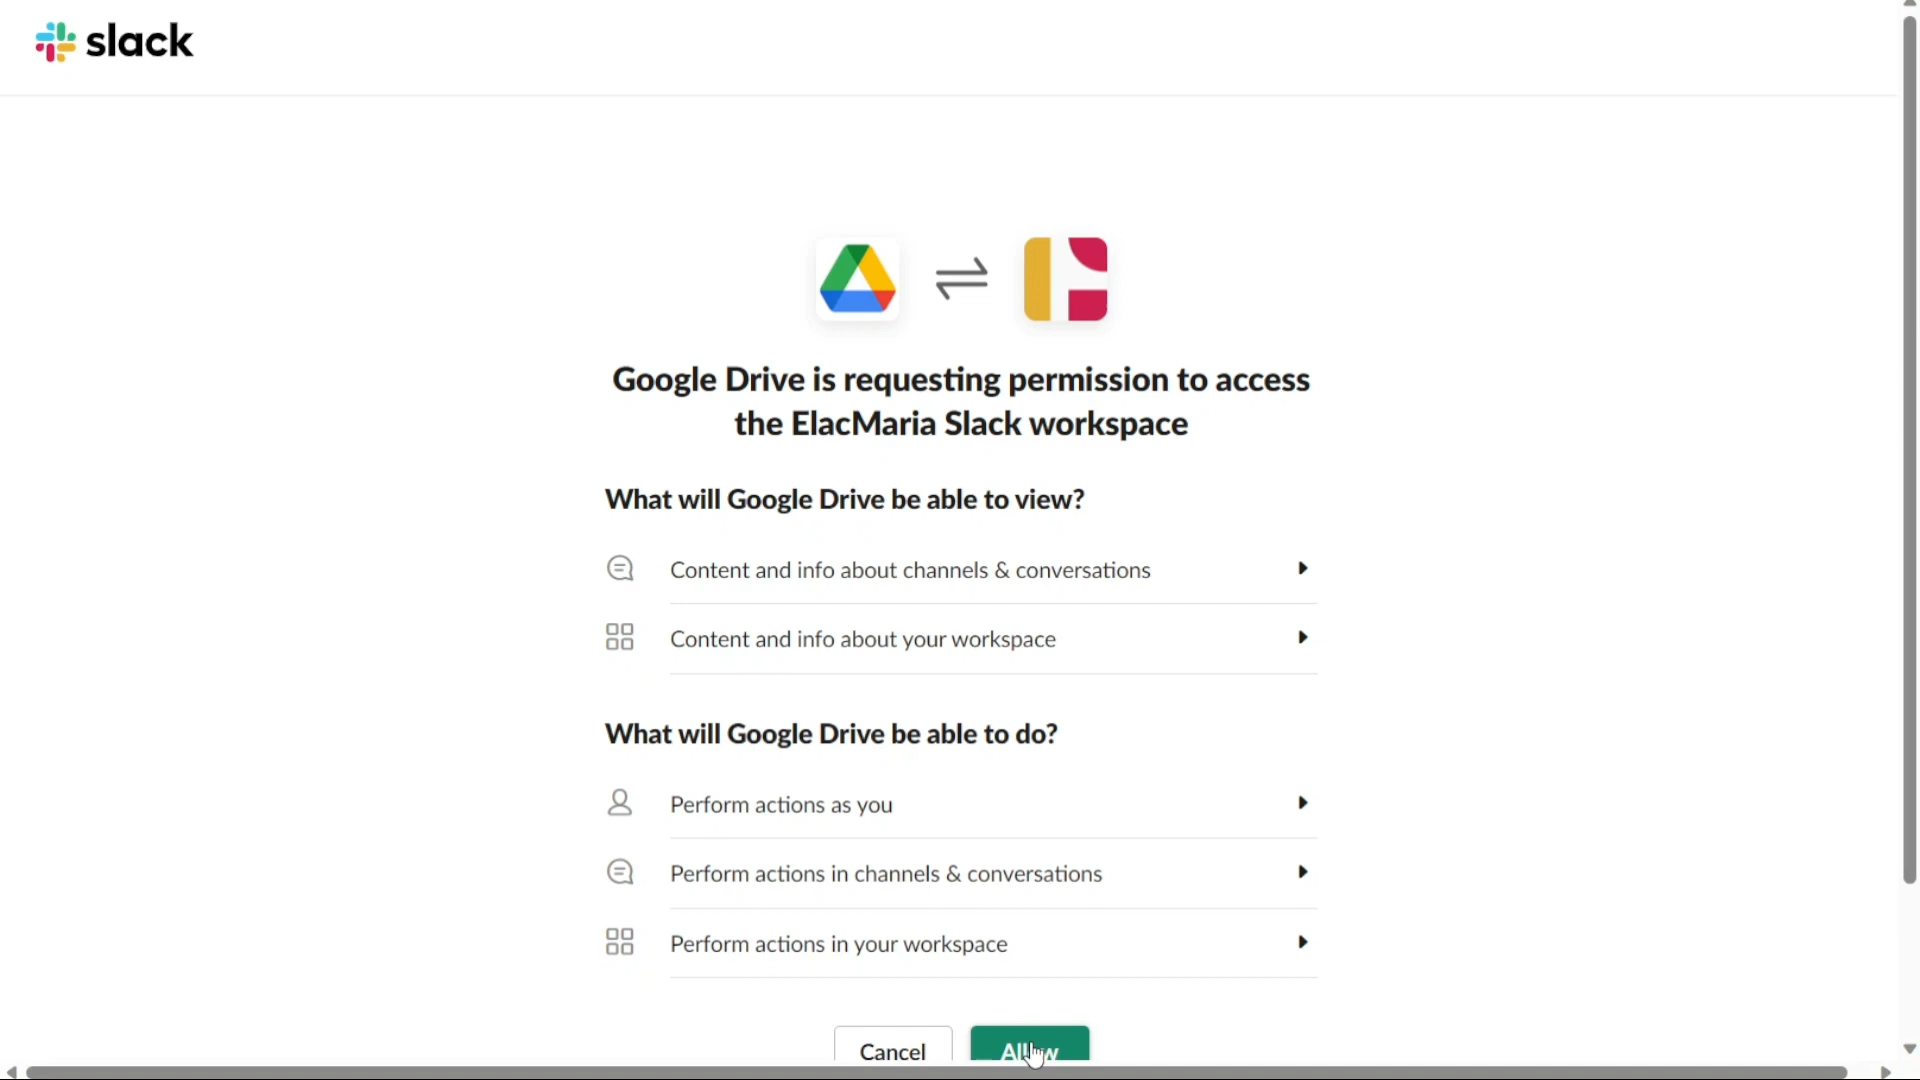 slack
Google Drive is requesting permission to access
the ElacMaria Slack workspace
What will Google Drive be able to view?
Content and info about channels & conversations
Content and info about your workspace
What will Google Drive be able to do?
Perform actions as you
Perform actions in channels & conversations
Perform actions in your workspace
Cancel
Allow